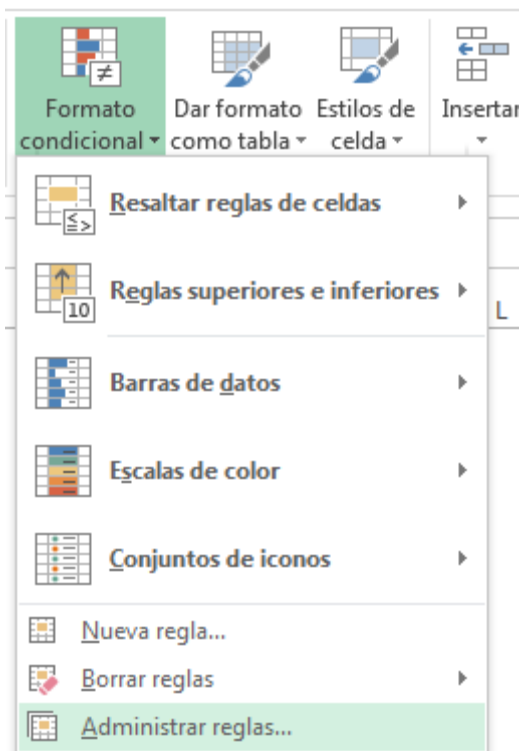 Formato Dar formato Estilos de Insertar
condicional como tabla celda
≠
Resaltar reglas de celdas
≤>
Reglas superiores e inferiores
10
L
Barras de datos
Escalas de color
Conjuntos de iconos
Nueva regla...
Borrar reglas
Administrar reglas...